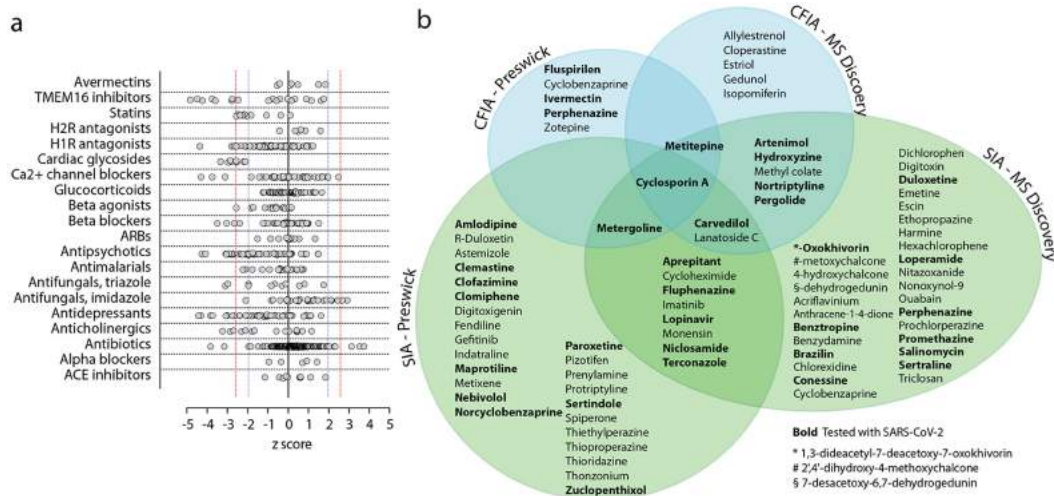 a
Avermectins
TMEM16 inhibitors
Statins
H2R antagonists
H1R antagonists
Cardiac glycosides
Ca2+ channel blockers
Glucocorticoids
Beta agonists
Beta blockers
ARBs
Antipsychotics
Antimalarials
Antifungals, triazole
Antifungals, imidazole
Antidepressants
Anticholinergics
Antibiotics
Alpha blockers
ACE inhibitors
-5 -4 -3 -2 -1 0 1 2 3 4 5
z score
b
CFIA - Preswick
Fluspirilen
Cyclobenzaprine
Ivermectin
Perphenazine
Zotepine
CFIA - MS Discoery
Allylestrenol
Cloperastine
Estriol
Gedunol
Isopomiferin
Metitepine
Cyclosporin A
Metergoline
Artenimol
Hydroxyzine
Methyl colate
Nortriptyline
Pergolide
Carvedilol
Lanatoside C
SIA - Preswick
Amlodipine
R-Duloxetin
Astemizole
Clemastine
Clofazimine
Clomiphene
Digitoxigenin
Fendiline
Gefitinib
Indatraline
Maprotiline
Metixene
Nebivolol
Norcyclobenzaprine
Paroxetine
Pizotifen
Prenylamine
Protriptyline
Sertindole
Spiperone
Thiethylperazine
Thioproperazine
Thioridazine
Thonzonium
Zuclopenthixol
Aprepitant
Cycloheximide
Fluphenazine
Imatinib
Lopinavir
Monensin
Niclosamide
Terconazole
SIA - MS Discovery
*-Oxokhivorin
#-metoxychalcone
4-hydroxychalcone
§-dehydrogedunin
Acriflavinium
Anthracene-1-4-dione
Benztropine
Benzydamine
Brazilin
Chlorexidine
Conessine
Cyclobenzaprine
Dichlorphen
Digitoxin
Duloxetine
Emetine
Escin
Ethopropazine
Harmine
Hexachlorophene
Loperamide
Nitazoxanide
Nonoxynol-9
Ouabain
Perphenazine
Prochlorperazine
Promethazine
Salinomycin
Sertraline
Triclosan
Bold Tested with SARS-CoV-2
* 1,3-dideacetyl-7-deacetoxy-7-oxokhivorin
# 2',4'-dihydroxy-4-methoxychalcone
§ 7-desacetoxy-6,7-dehydrogedunin